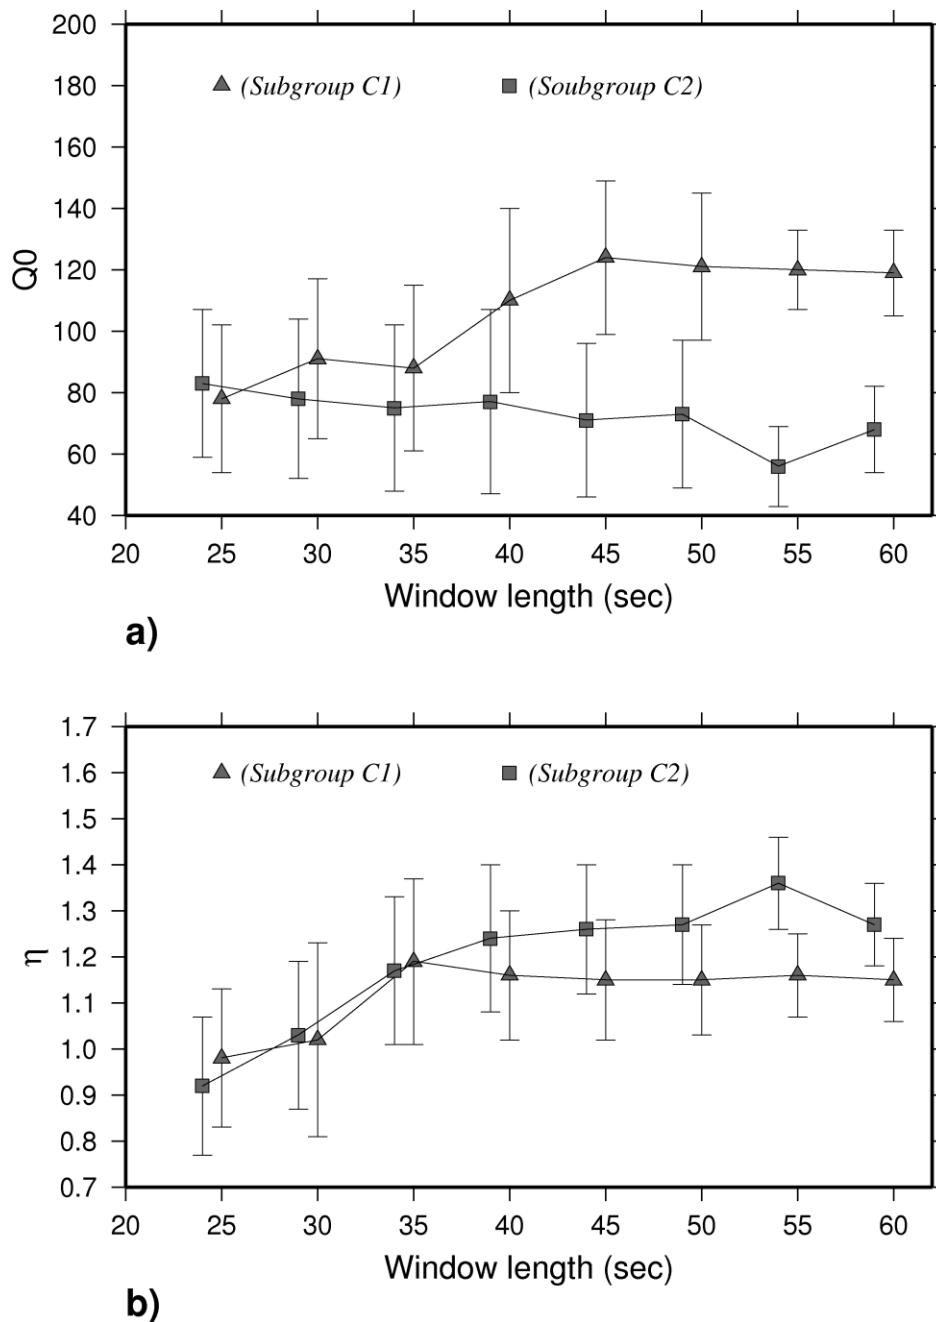 200
180
160
140
120
100
80
60
40
Q0
(Subgroup C1)
(Soubgroup C2)
20 25 30 35 40 45 50 55 60
Window length (sec)
a)
1.7
1.6
1.5
1.4
1.3
1.2
1.1
1.0
0.9
0.8
0.7
η
(Subgroup C1)
(Subgroup C2)
20 25 30 35 40 45 50 55 60
Window length (sec)
b)